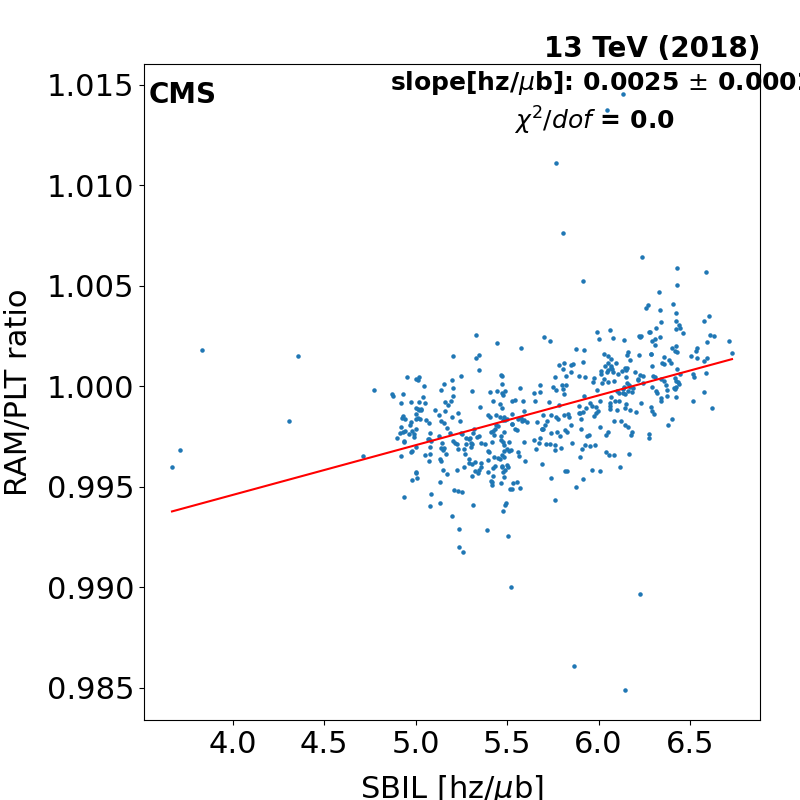 13 TeV (2018)
CMS
slope[hz/μb]: 0.0025 ± 0.000
χ²/dof = 0.0
RAM/PLT ratio
1.015
1.010
1.005
1.000
0.995
0.990
0.985
4.0 4.5 5.0 5.5 6.0 6.5
SBIL [hz/μb]